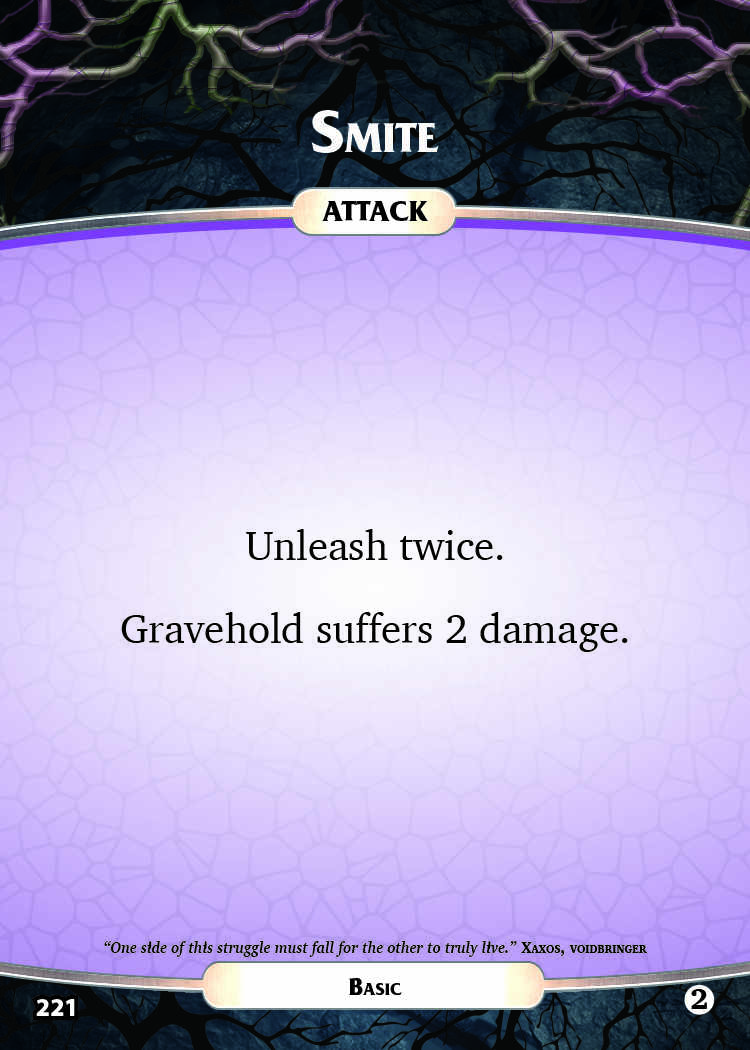 Smite
ATTACK
Unleash twice.
Gravehold suffers 2 damage.
“One side of this struggle must fall for the other to truly live.” Xaxos, voidbringer
Basic
221
2